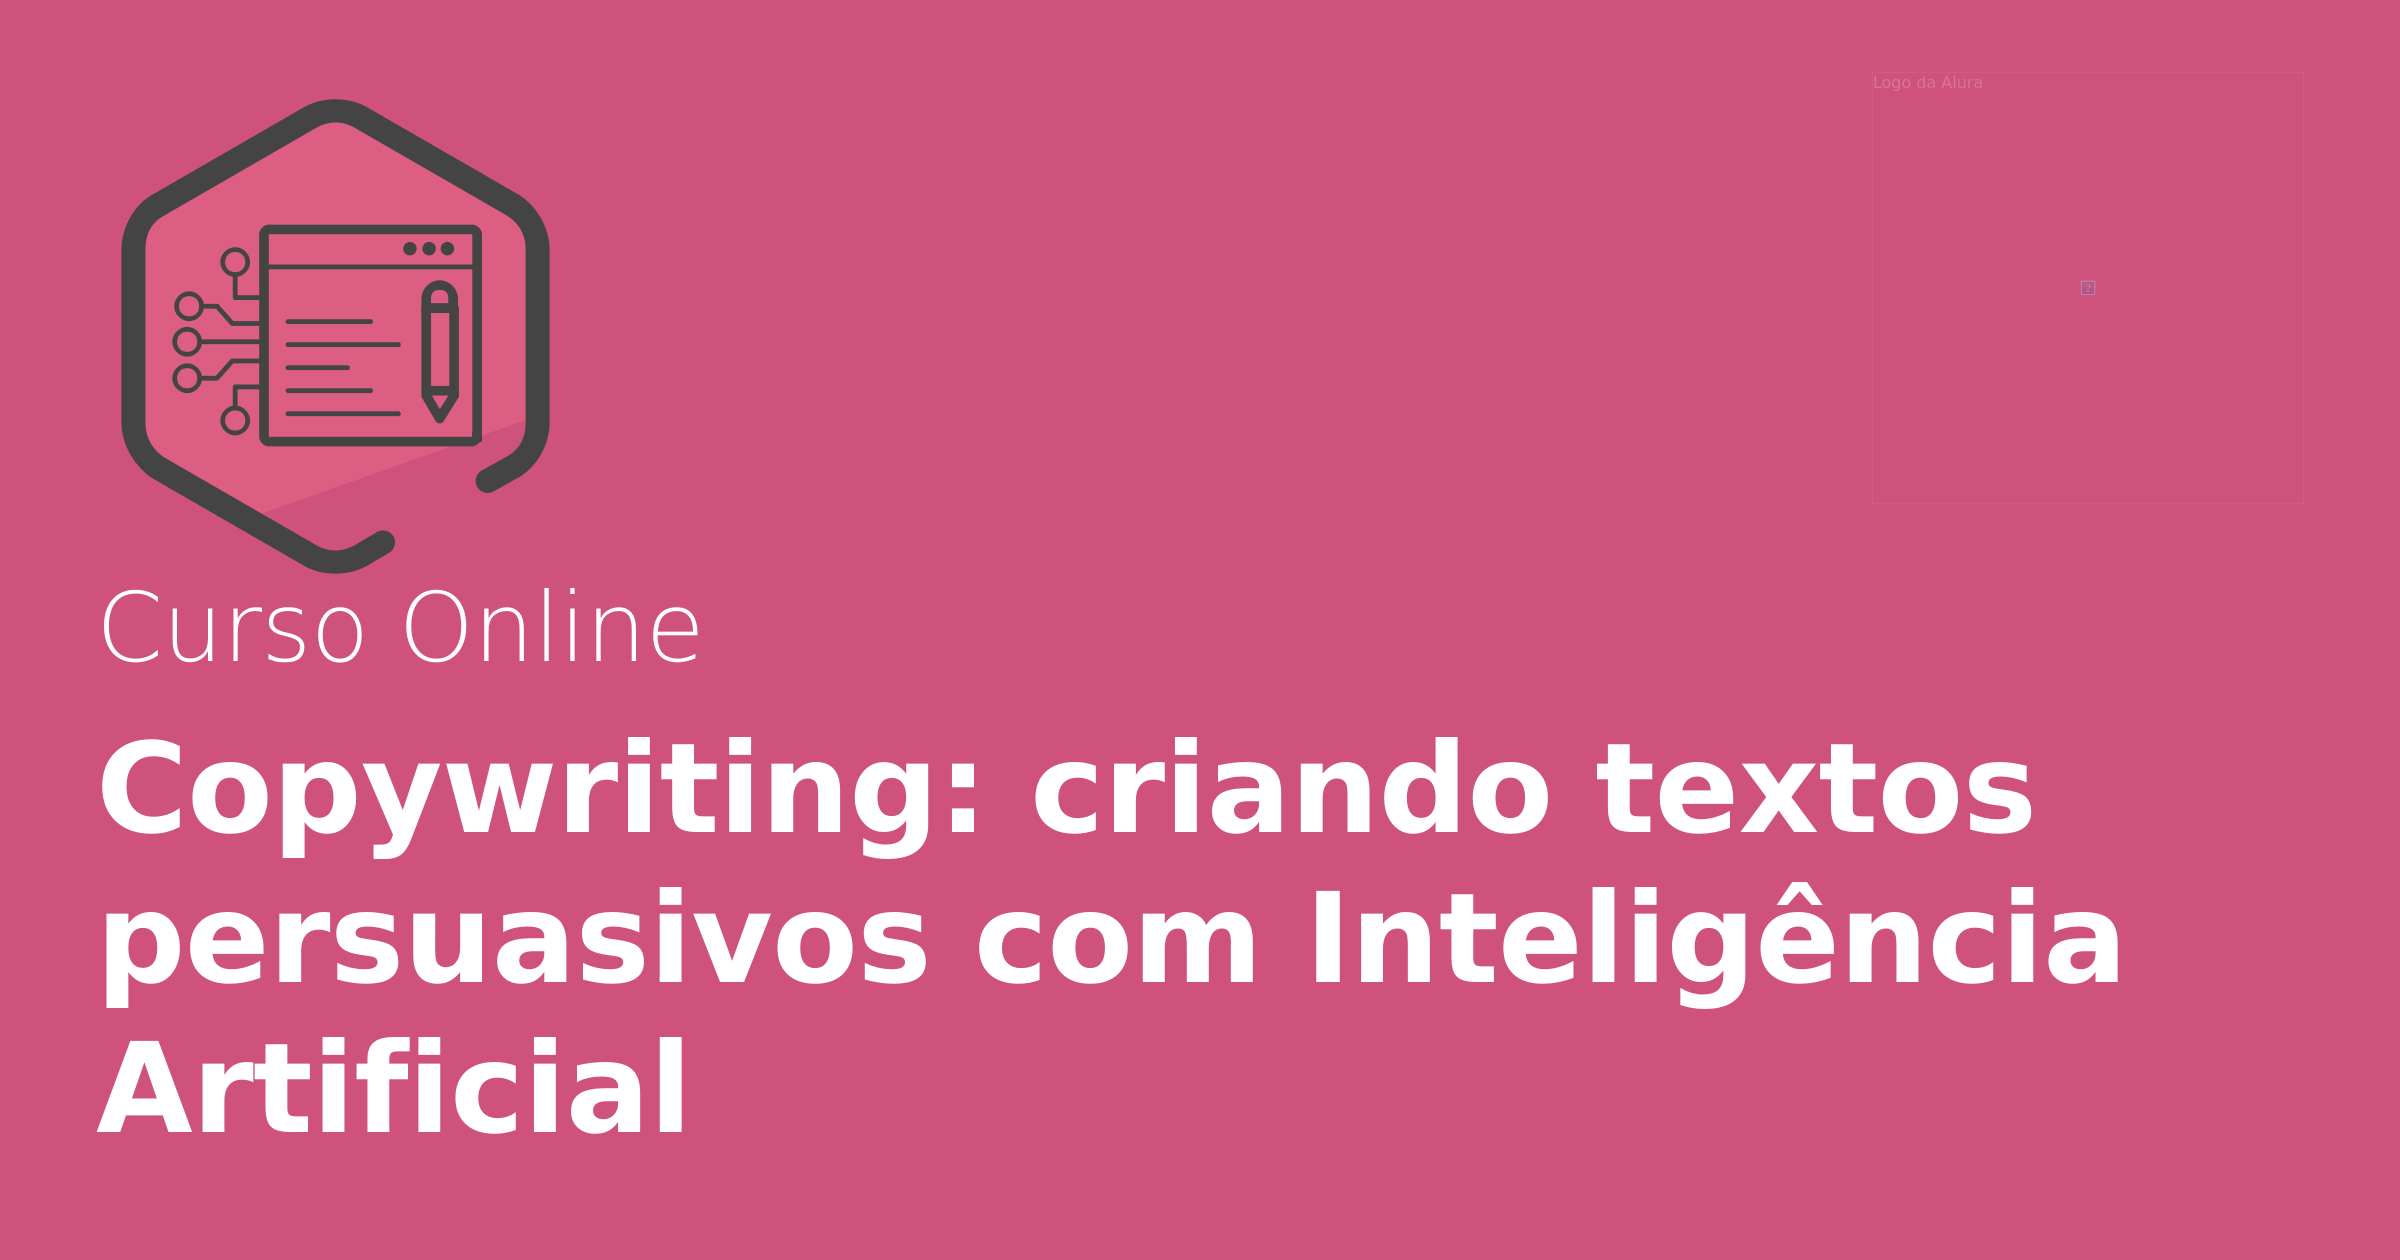 Logo da Alura
Curso Online
Copywriting: criando textos
persuasivos com Inteligência
Artificial